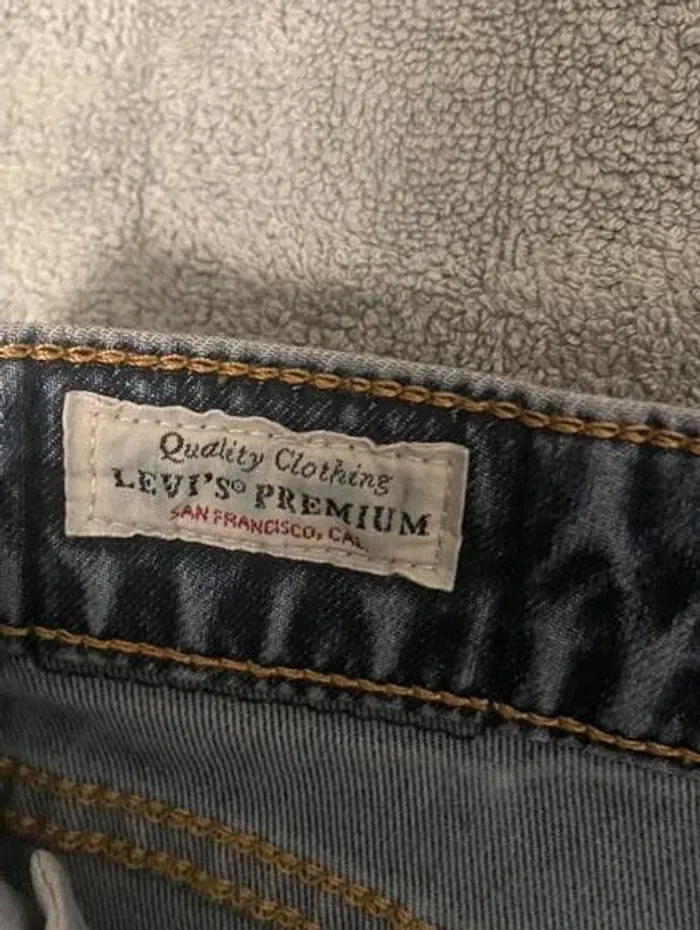 Quality Clothing
LEVI'S® PREMIUM
SAN FRANCISCO, CAL.